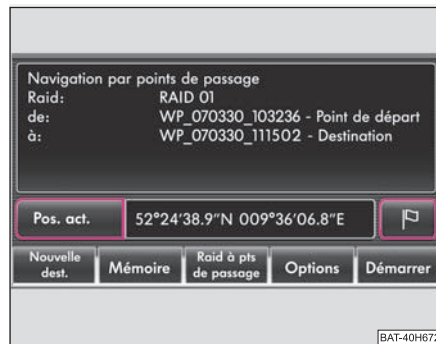 Navigation par points de passage
Raid: RAID 01
de: WP_070330_103236 - Point de départ
à: WP_070330_111502 - Destination
Pos. act. 52°24'38.9"N 009°36'06.8"E
Nouvelle dest. Mémoire Raid à pts de passage Options Démarrer
BAT-40H672